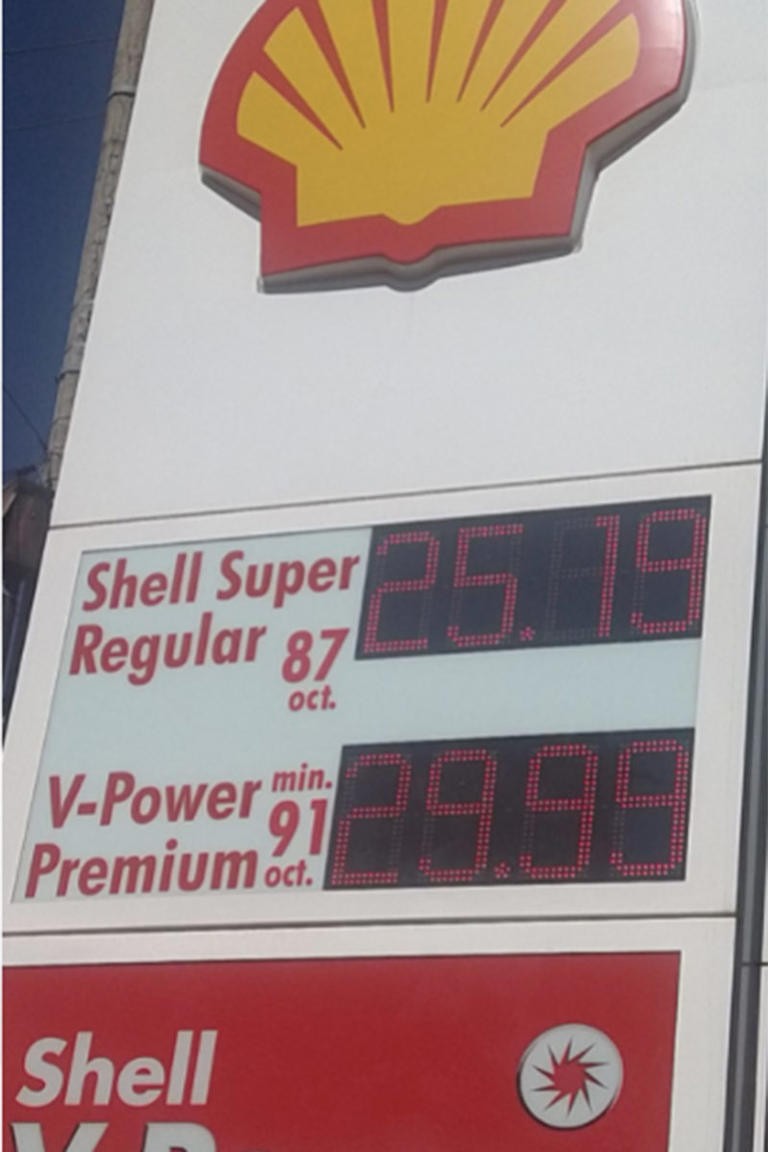 Shell Super
Regular 87
oct.
25.19
V-Power min.
Premium 91
oct.
29.99
Shell